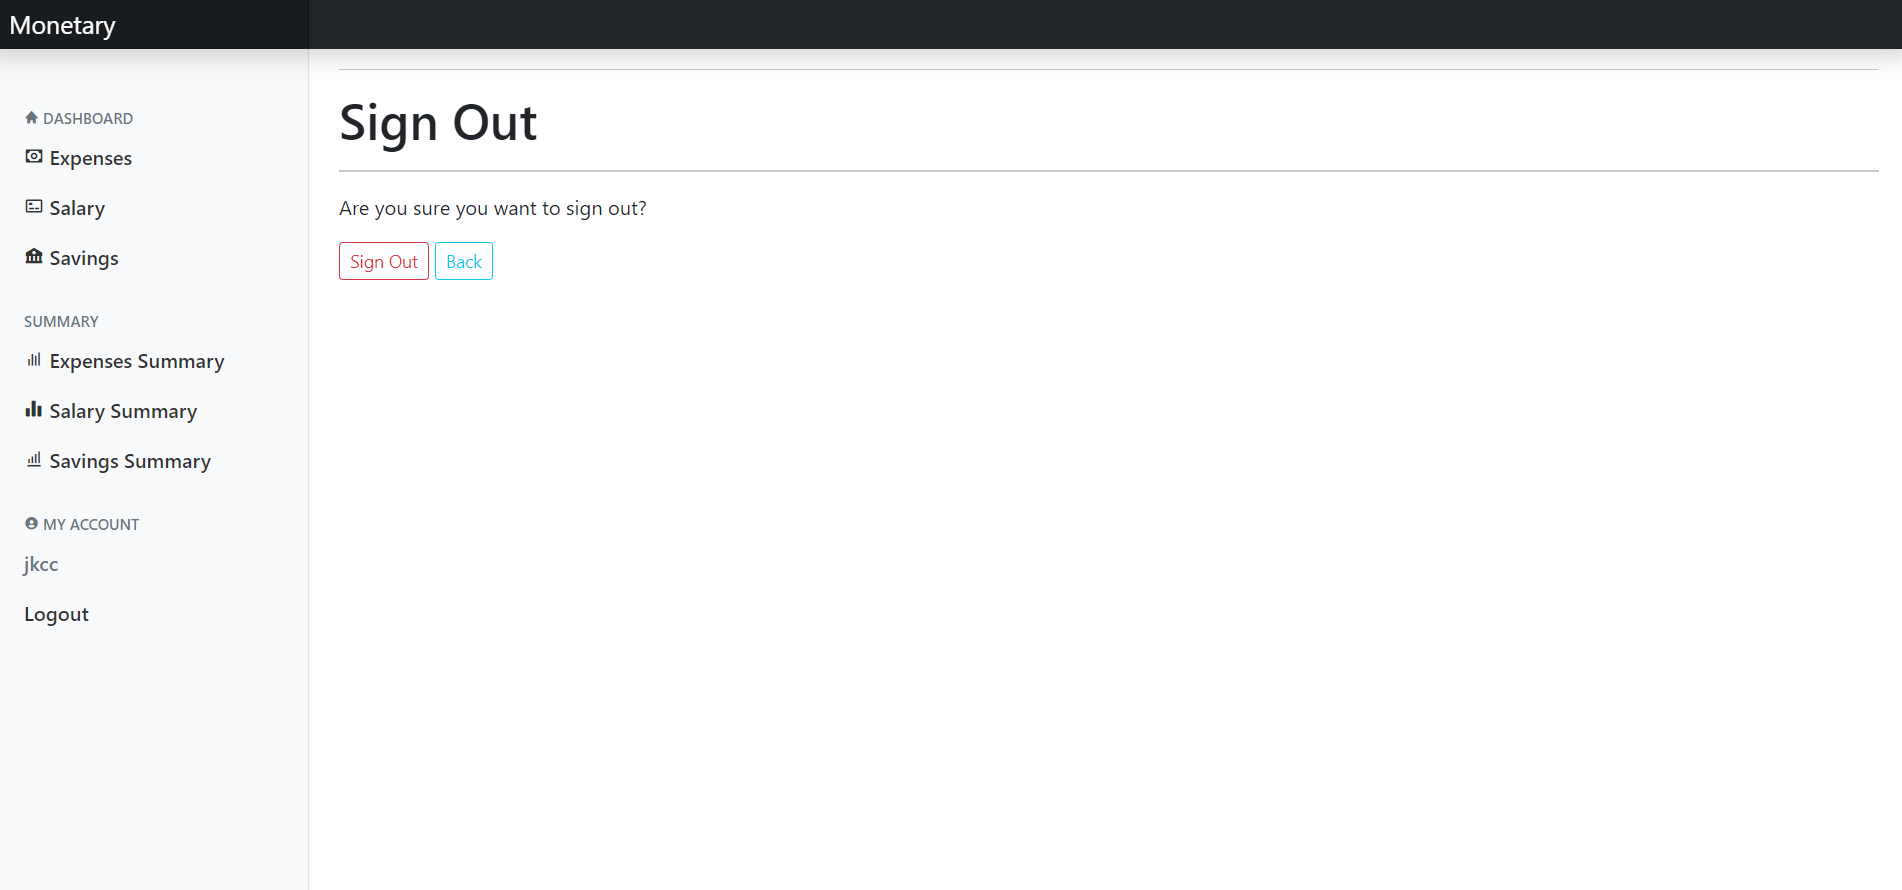 Monetary
DASHBOARD
Expenses
Salary
Savings
SUMMARY
Expenses Summary
Salary Summary
Savings Summary
MY ACCOUNT
jkcc
Logout
Sign Out
Are you sure you want to sign out?
Sign Out Back